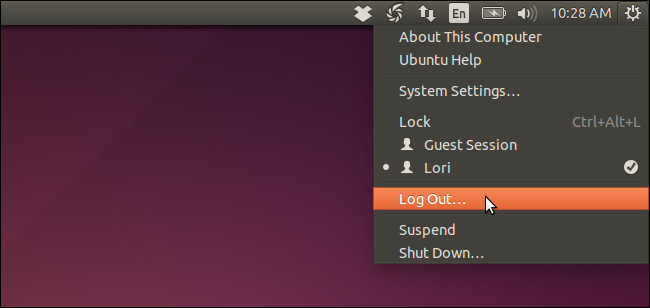 En 10:28 AM
About This Computer
Ubuntu Help
System Settings...
Lock Ctrl+Alt+L
Guest Session
Lori
Log Out...
Suspend
Shut Down...